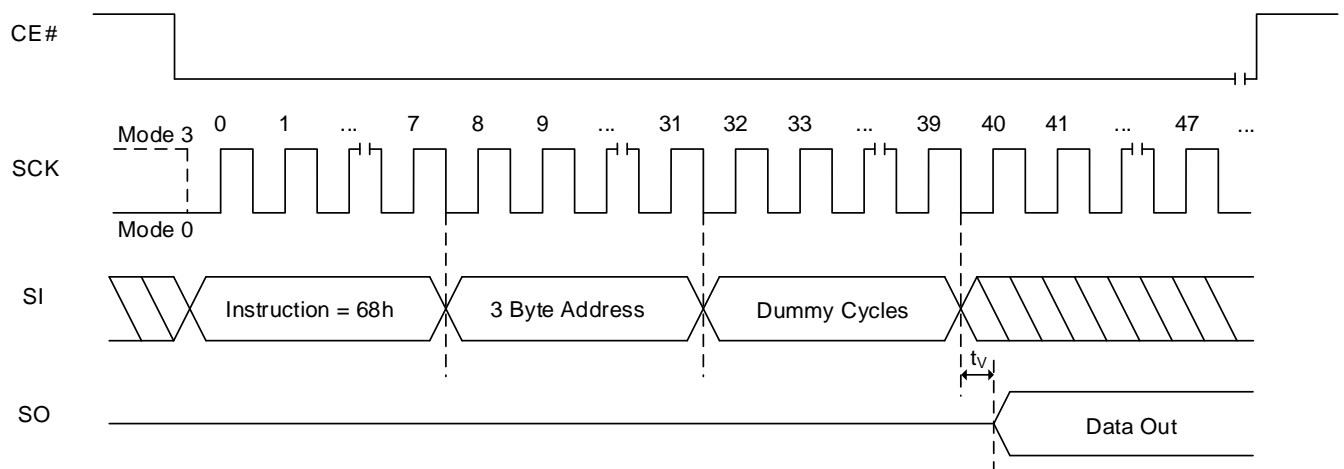 CE#
Mode 3 0 1 ... 7 8 9 ... 31 32 33 ... 39 40 41 ... 47 ...
SCK
Mode 0
SI Instruction = 68h 3 Byte Address Dummy Cycles
tV
SO Data Out